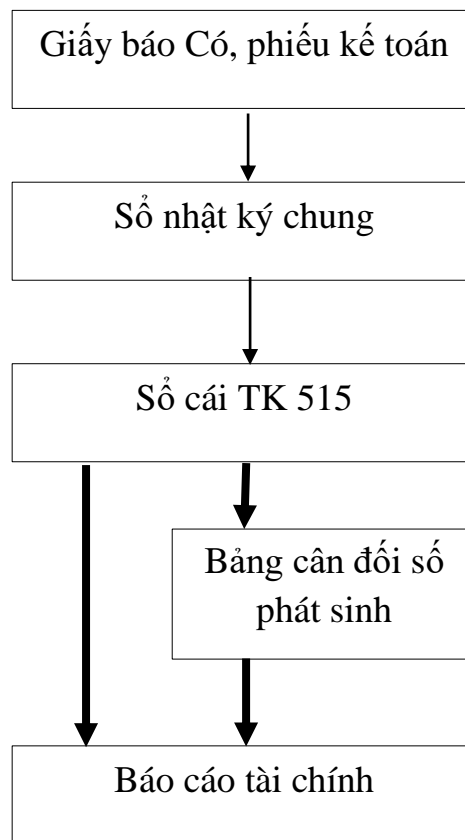 Giấy báo Có, phiếu kế toán
Sổ nhật ký chung
Sổ cái TK 515
Bảng cân đối số
phát sinh
Báo cáo tài chính